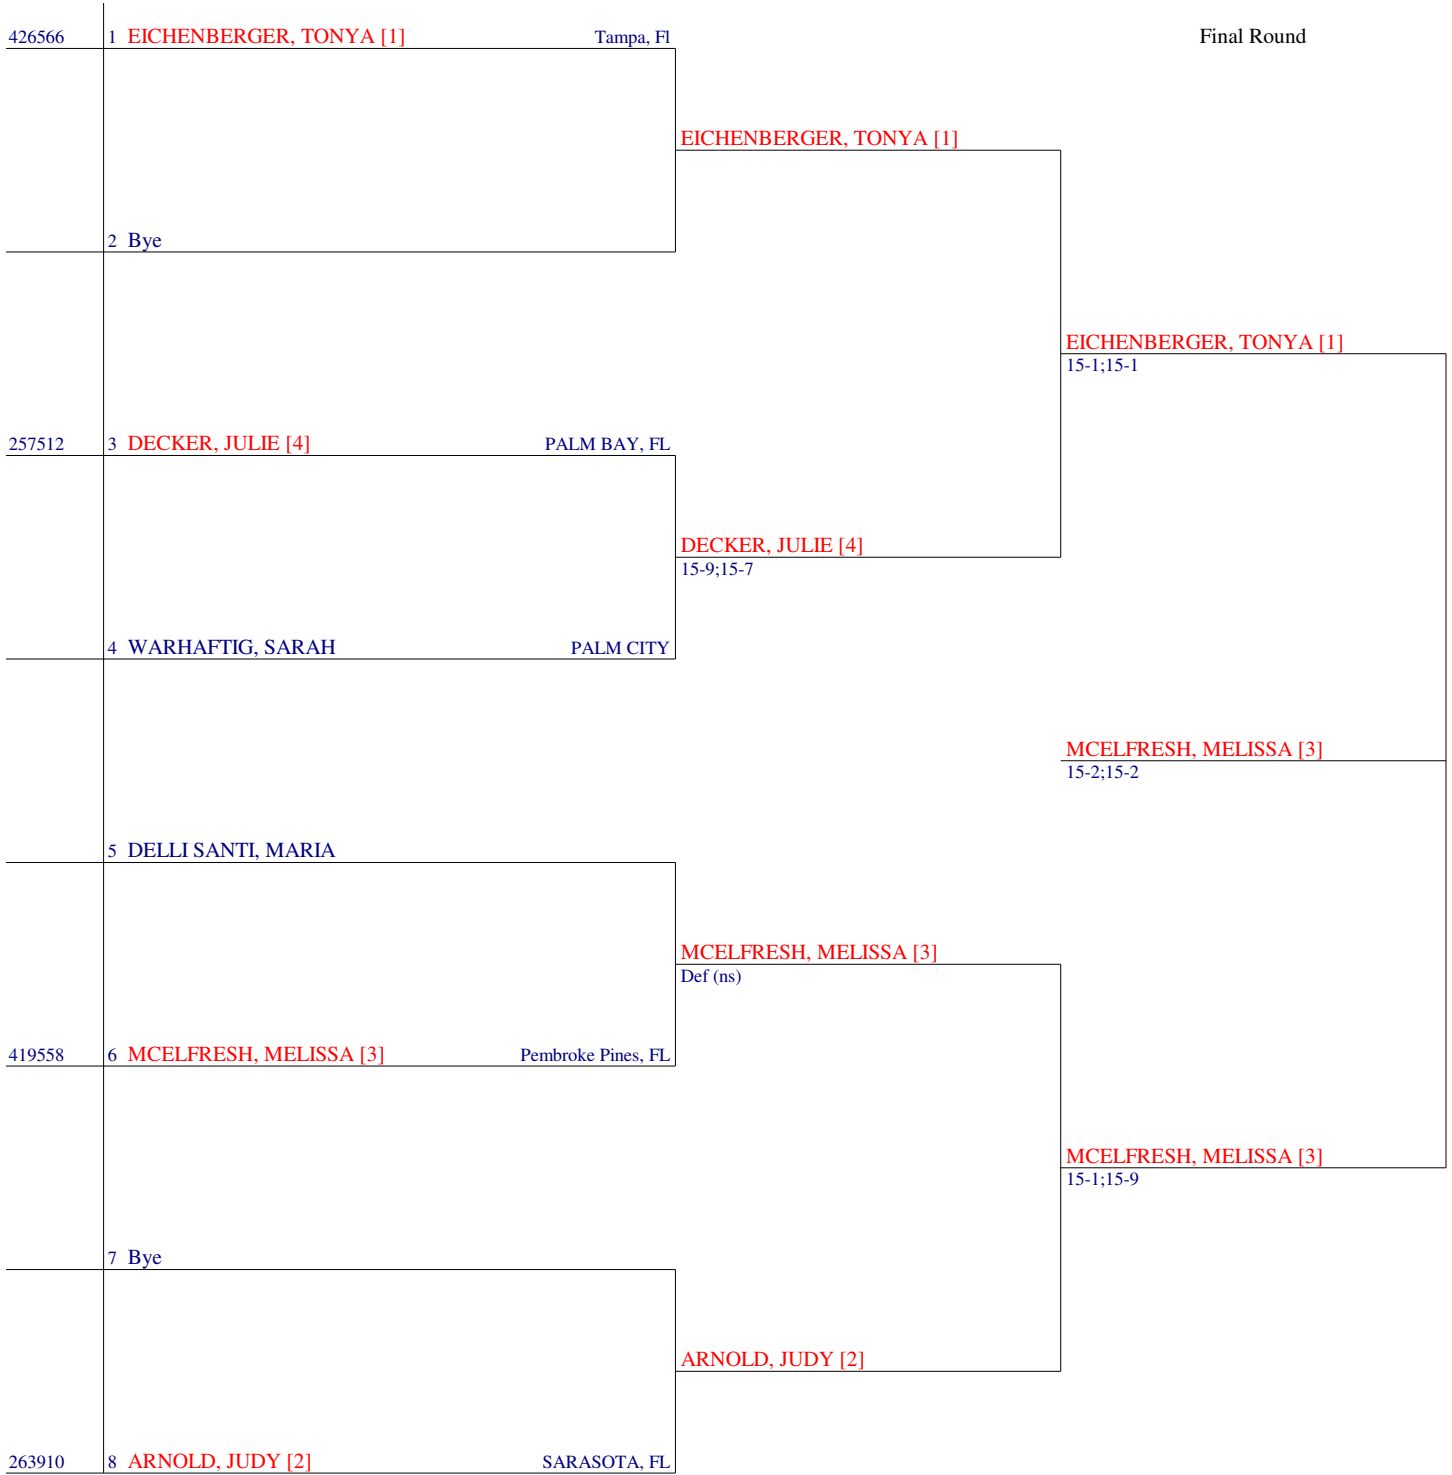 426566 1 EICHENBERGER, TONYA [1] Tampa, Fl Final Round
EICHENBERGER, TONYA [1]
2 Bye
EICHENBERGER, TONYA [1]
15-1;15-1
257512 3 DECKER, JULIE [4] PALM BAY, FL
DECKER, JULIE [4]
15-9;15-7
4 WARHAFTIG, SARAH PALM CITY
MCELFRESH, MELISSA [3]
15-2;15-2
5 DELLI SANTI, MARIA
MCELFRESH, MELISSA [3]
Def (ns)
419558 6 MCELFRESH, MELISSA [3] Pembroke Pines, FL
MCELFRESH, MELISSA [3]
15-1;15-9
7 Bye
ARNOLD, JUDY [2]
263910 8 ARNOLD, JUDY [2] SARASOTA, FL